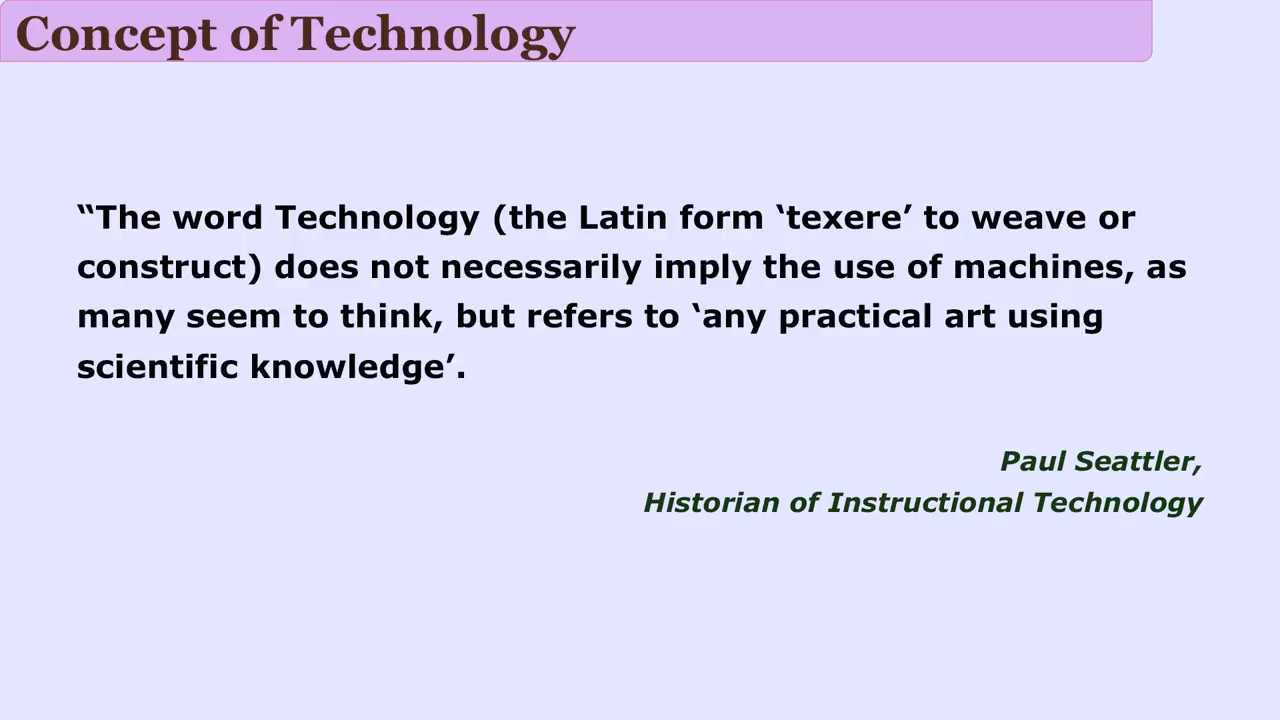 Concept of Technology
“The word Technology (the Latin form ‘texere’ to weave or
construct) does not necessarily imply the use of machines, as
many seem to think, but refers to ‘any practical art using
scientific knowledge’.
Paul Seattler,
Historian of Instructional Technology